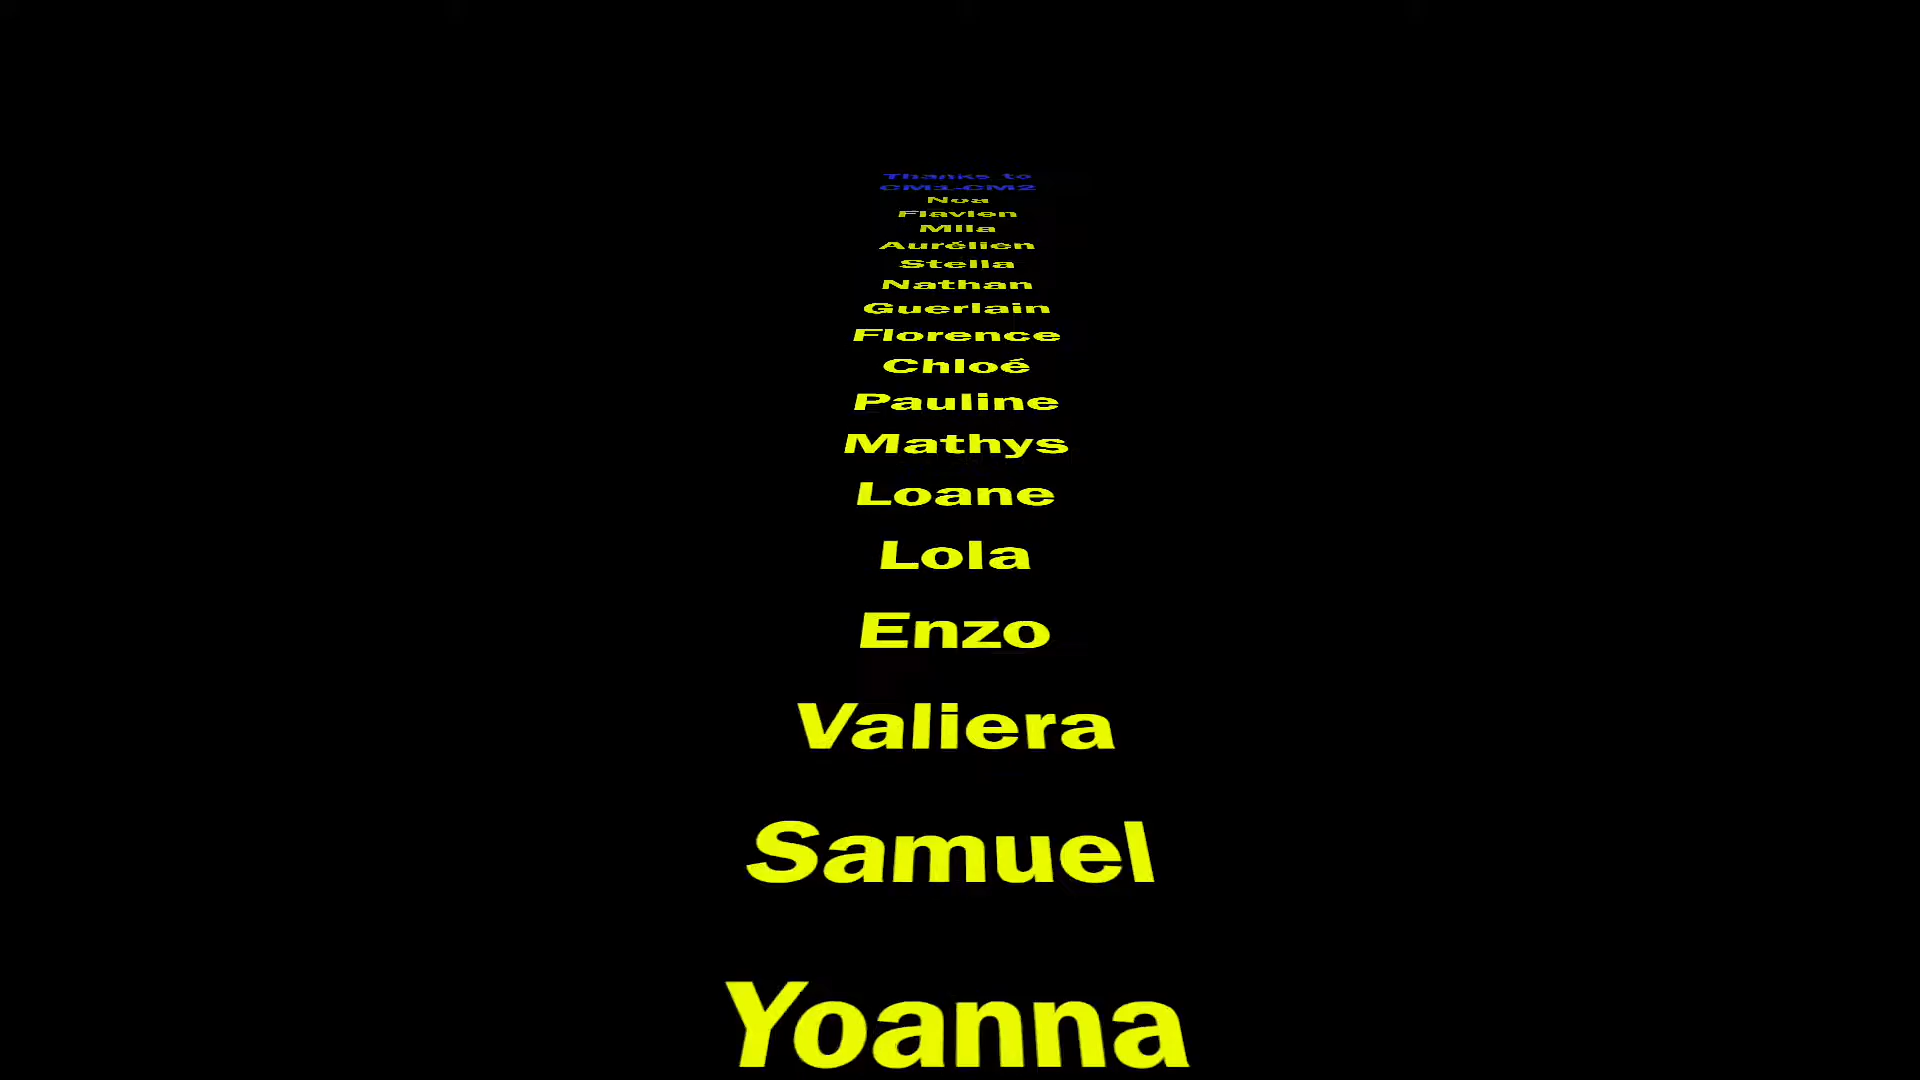 Thanks to
CM1-CM2
Noa
Flavien
Mila
Aurélien
Stella
Nathan
Guerlain
Florence
Chloé
Pauline
Mathys
Loane
Lola
Enzo
Valiera
Samuel
Yoanna